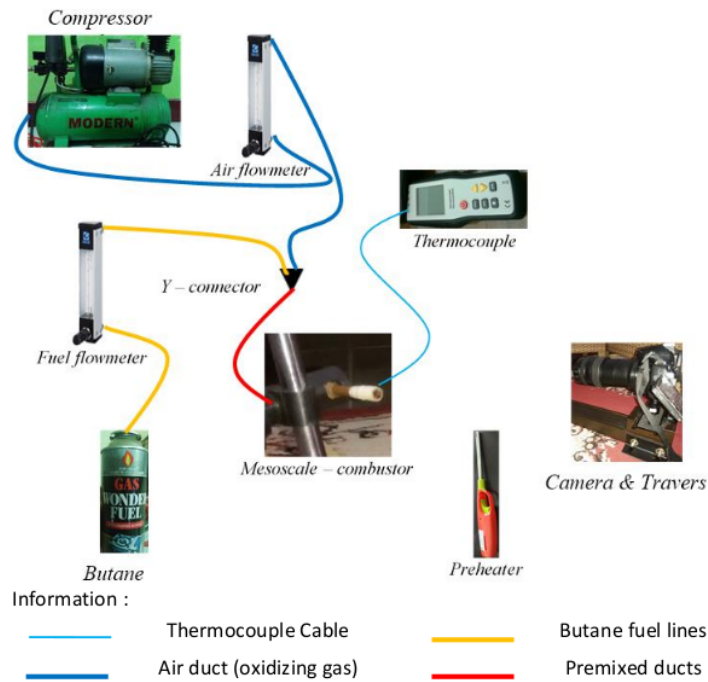 Compressor
MODERN
Air flowmeter
Thermocouple
Y – connector
Fuel flowmeter
Mesoscale – combustor
Camera & Travers
GAS
WONDER
FUEL
Butane
Preheater
Information :
Thermocouple Cable
Butane fuel lines
Air duct (oxidizing gas)
Premixed ducts